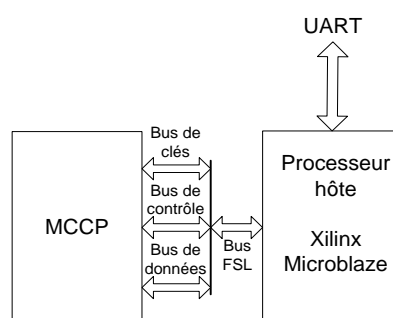 UART
Bus de
clés
Bus de
contrôle
Bus de
données
MCCP
Bus
FSL
Processeur
hôte
Xilinx
Microblaze